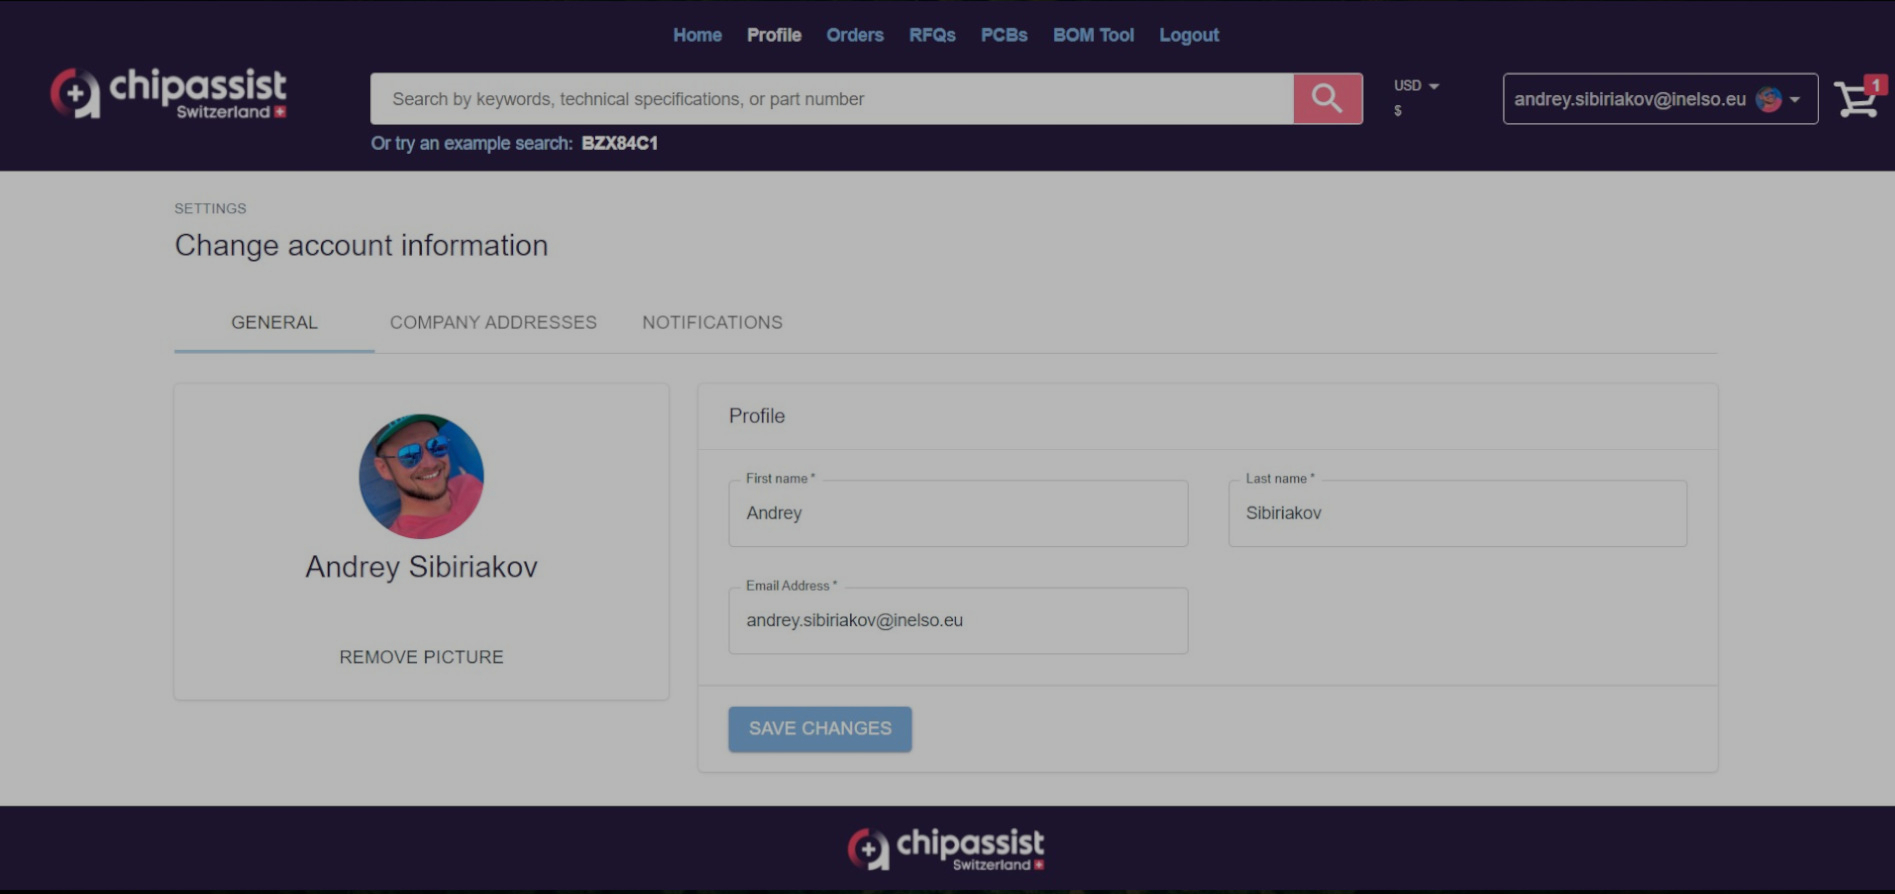 Home Profile Orders RFQs PCBs BOM Tool Logout
chipassist
Switzerland
Search by keywords, technical specifications, or part number
USD
$
andrey.sibiriakov@inelso.eu
1
Or try an example search: BZX84C1
SETTINGS
Change account information
GENERAL COMPANY ADDRESSES NOTIFICATIONS
Andrey Sibiriakov
REMOVE PICTURE
Profile
First name *
Andrey
Last name *
Sibiriakov
Email Address *
andrey.sibiriakov@inelso.eu
SAVE CHANGES
chipassist
Switzerland